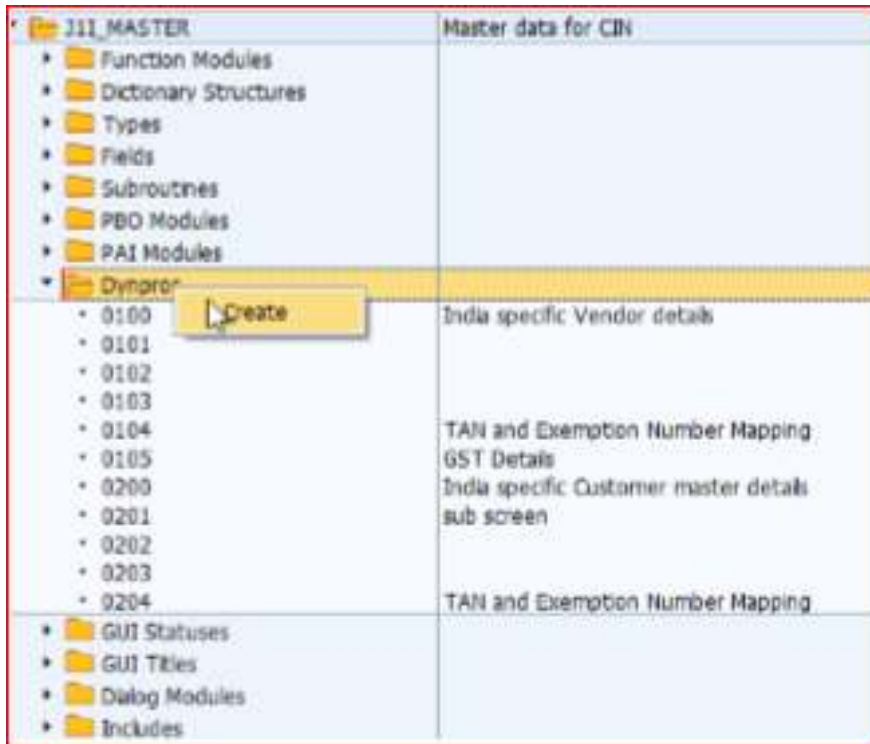 J1I_MASTER Master data for CIN
Function Modules
Dictionary Structures
Types
Fields
Subroutines
PBO Modules
PAI Modules
Dynpros
Create
0100 India specific Vendor details
0101
0102
0103
0104 TAN and Exemption Number Mapping
0105 GST Details
0200 India specific Customer master details
0201 sub screen
0202
0203
0204 TAN and Exemption Number Mapping
GUI Statuses
GUI Titles
Dialog Modules
Includes